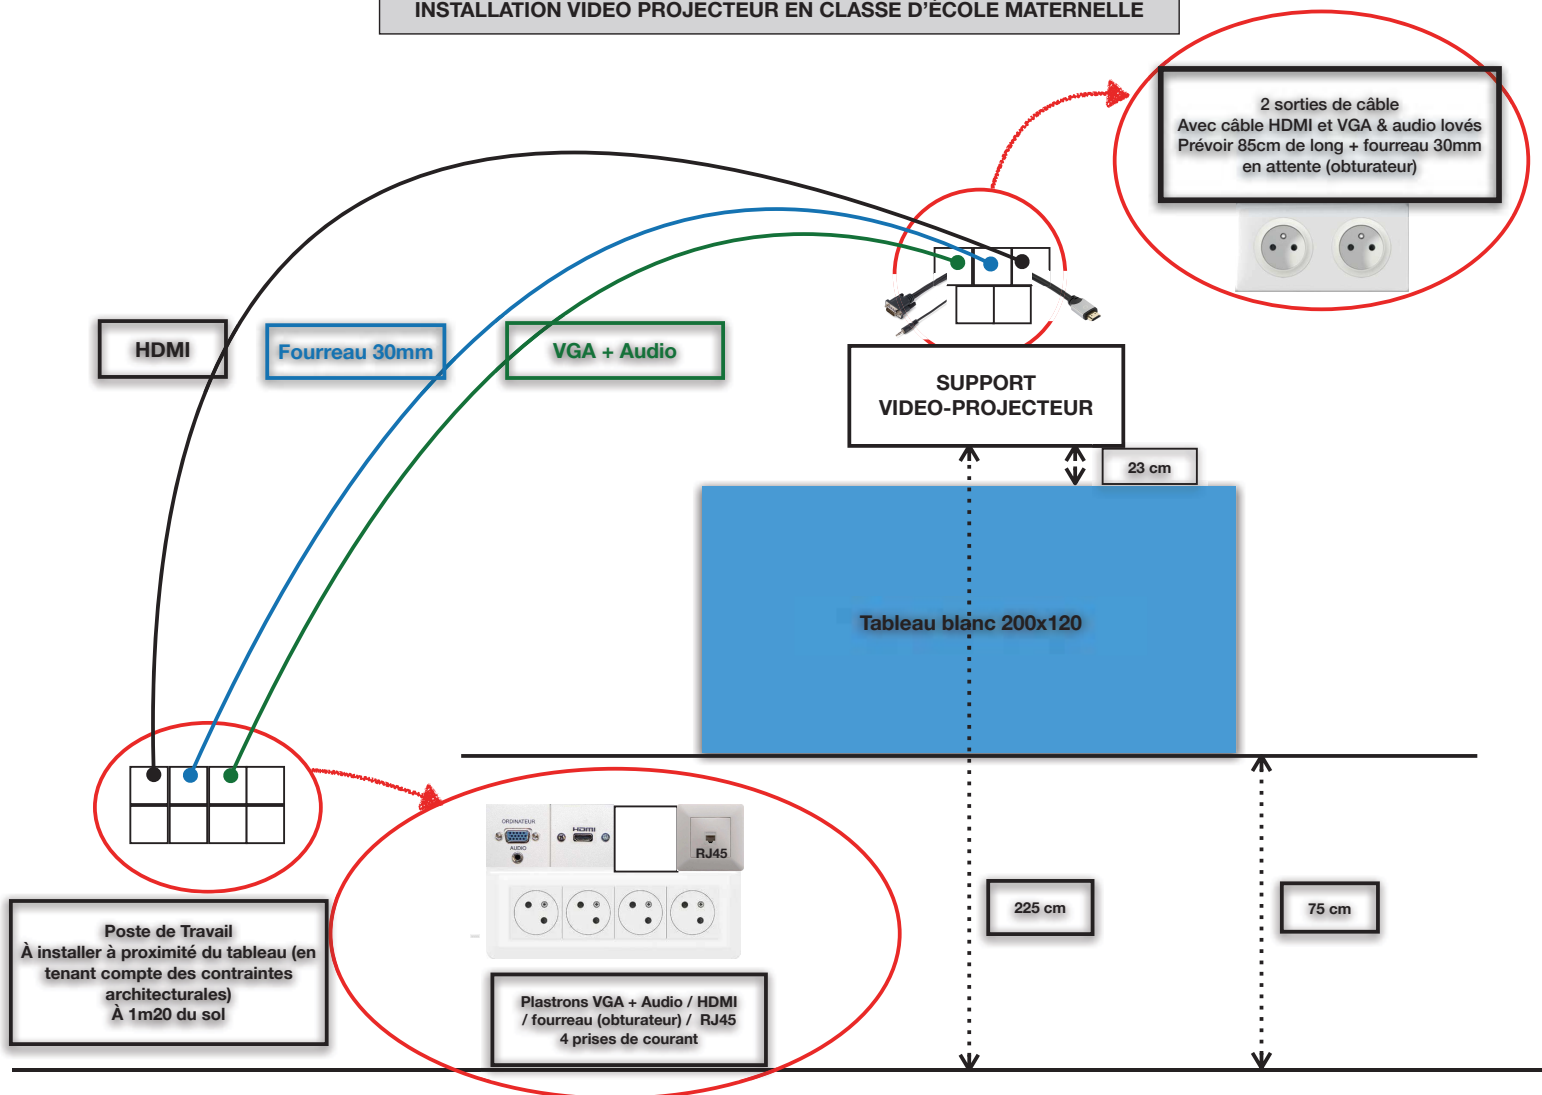 INSTALLATION VIDEO PROJECTEUR EN CLASSE D'ÉCOLE MATERNELLE
2 sorties de câble
Avec câble HDMI et VGA & audio lovés
Prévoir 85cm de long + fourreau 30mm
en attente (obturateur)
HDMI
Fourreau 30mm
VGA + Audio
SUPPORT
VIDEO-PROJECTEUR
23 cm
Tableau blanc 200x120
ORDINATEUR
AUDIO
HDMI
RJ45
225 cm
75 cm
Poste de Travail
À installer à proximité du tableau (en
tenant compte des contraintes
architecturales)
À 1m20 du sol
Plastrons VGA + Audio / HDMI
/ fourreau (obturateur) / RJ45
4 prises de courant